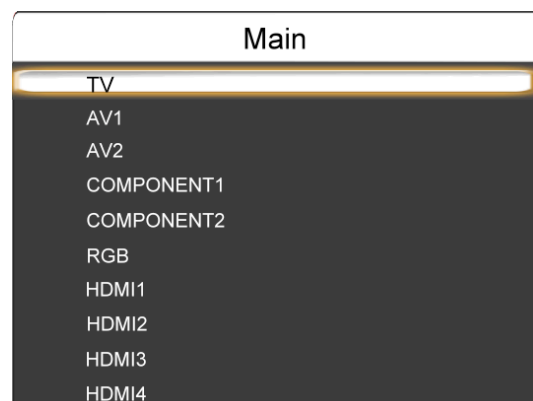 Main
TV
AV1
AV2
COMPONENT1
COMPONENT2
RGB
HDMI1
HDMI2
HDMI3
HDMI4